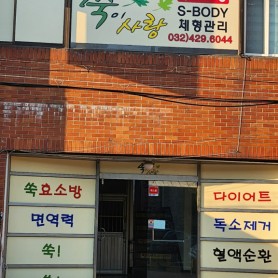 쑥이 사랑
S-BODY
체형관리
032)429.6044
쑥효소방
면역력
다이어트
독소제거
혈액순환